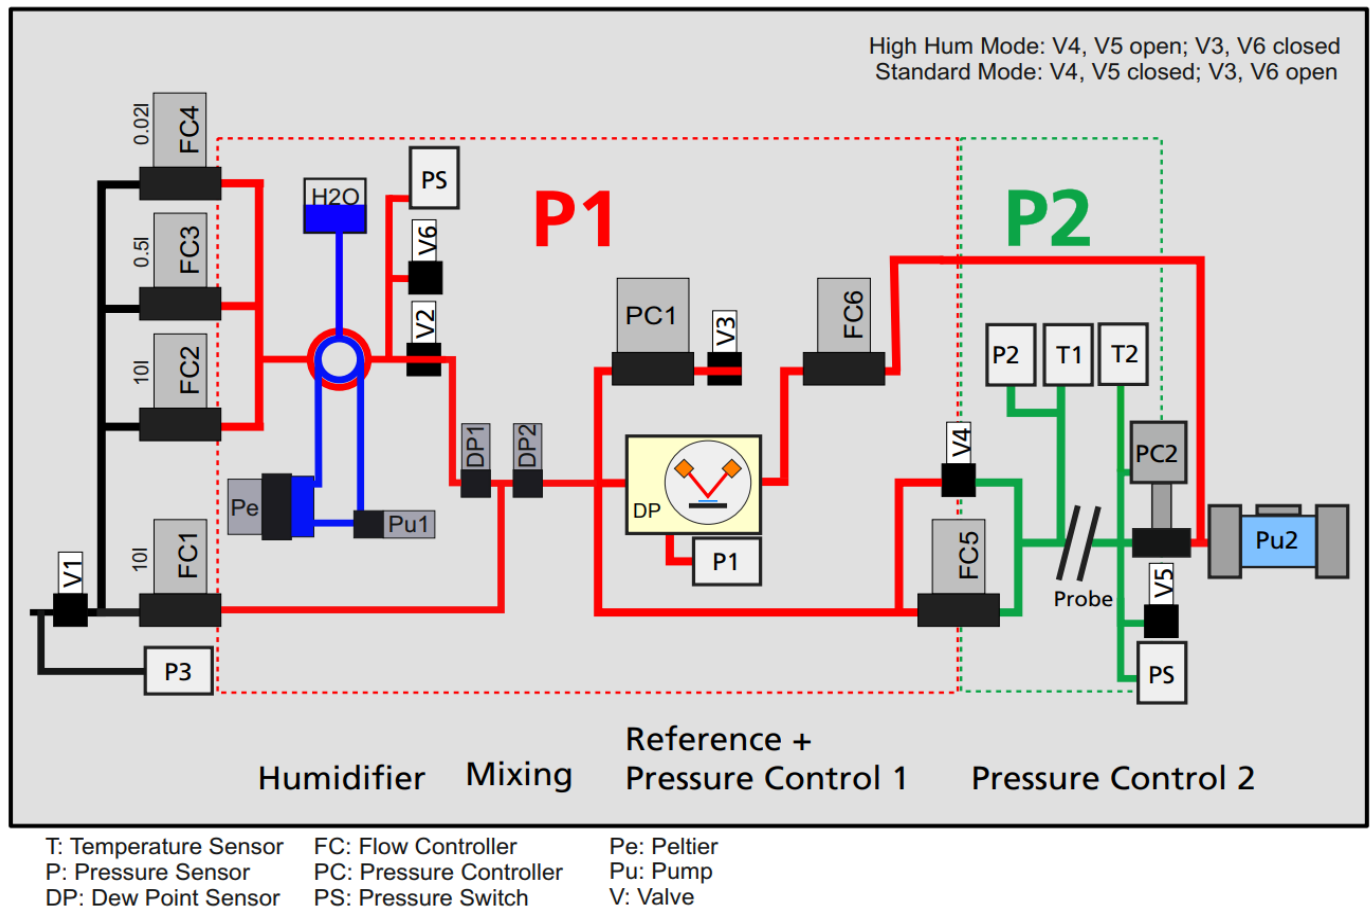 High Hum Mode: V4, V5 open; V3, V6 closed
Standard Mode: V4, V5 closed; V3, V6 open
0.02l
FC4
PS
H2O
P1
P2
0.5l
FC3
V6
V2
PC1
V3
FC6
P2
T1
T2
10l
FC2
DP1
DP2
V4
PC2
Pe
Pu1
DP
P1
FC5
Pu2
V1
10l
FC1
Probe
V5
P3
PS
Humidifier
Mixing
Reference +
Pressure Control 1
Pressure Control 2
T: Temperature Sensor
P: Pressure Sensor
DP: Dew Point Sensor
FC: Flow Controller
PC: Pressure Controller
PS: Pressure Switch
Pe: Peltier
Pu: Pump
V: Valve